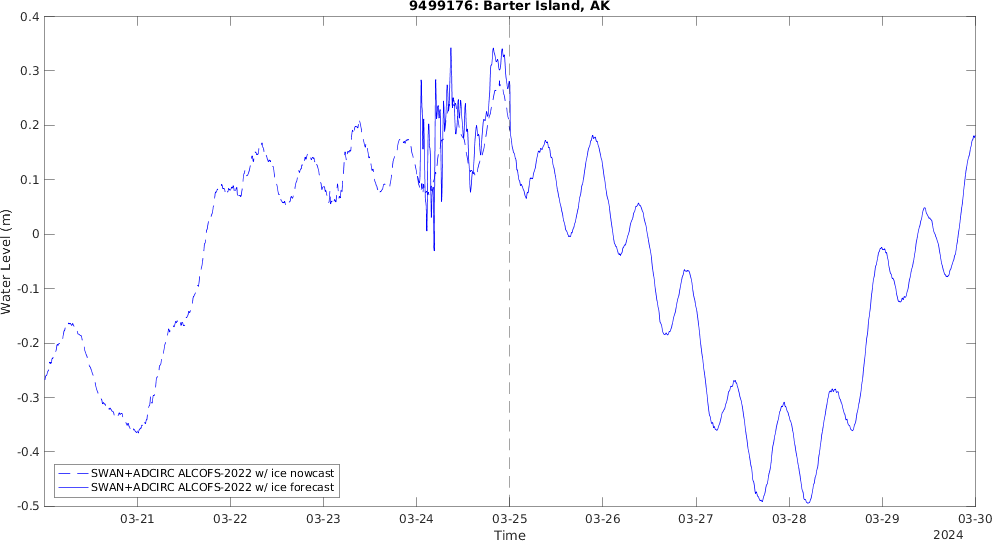 9499176: Barter Island, AK
0.4
0.3
0.2
0.1
0
-0.1
-0.2
-0.3
-0.4
-0.5
Water Level (m)
SWAN+ADCIRC ALCOFS-2022 w/ ice nowcast
SWAN+ADCIRC ALCOFS-2022 w/ ice forecast
03-21 03-22 03-23 03-24 03-25 03-26 03-27 03-28 03-29 03-30
Time
2024